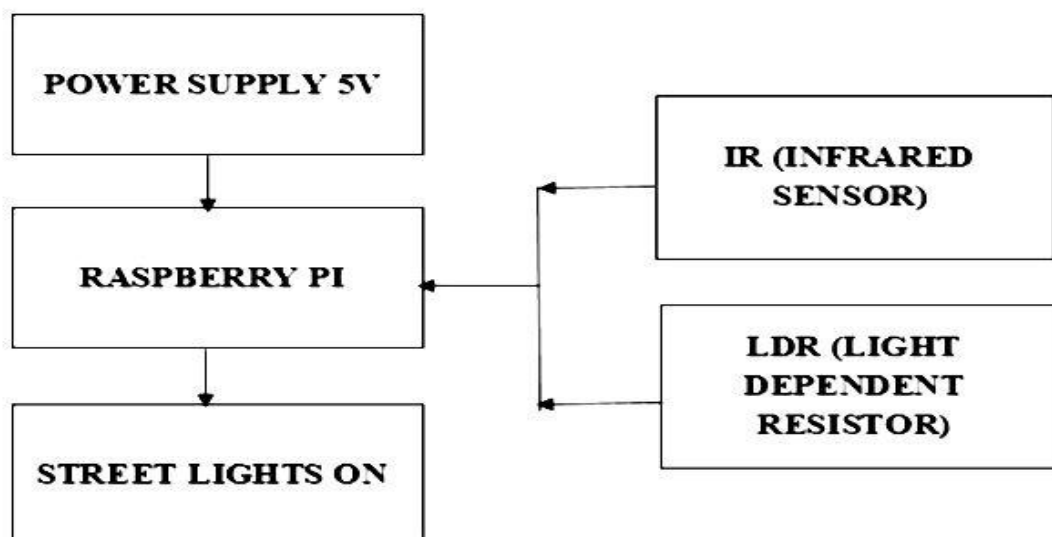 POWER SUPPLY 5V
IR (INFRARED
SENSOR)
RASPBERRY PI
LDR (LIGHT
DEPENDENT
RESISTOR)
STREET LIGHTS ON